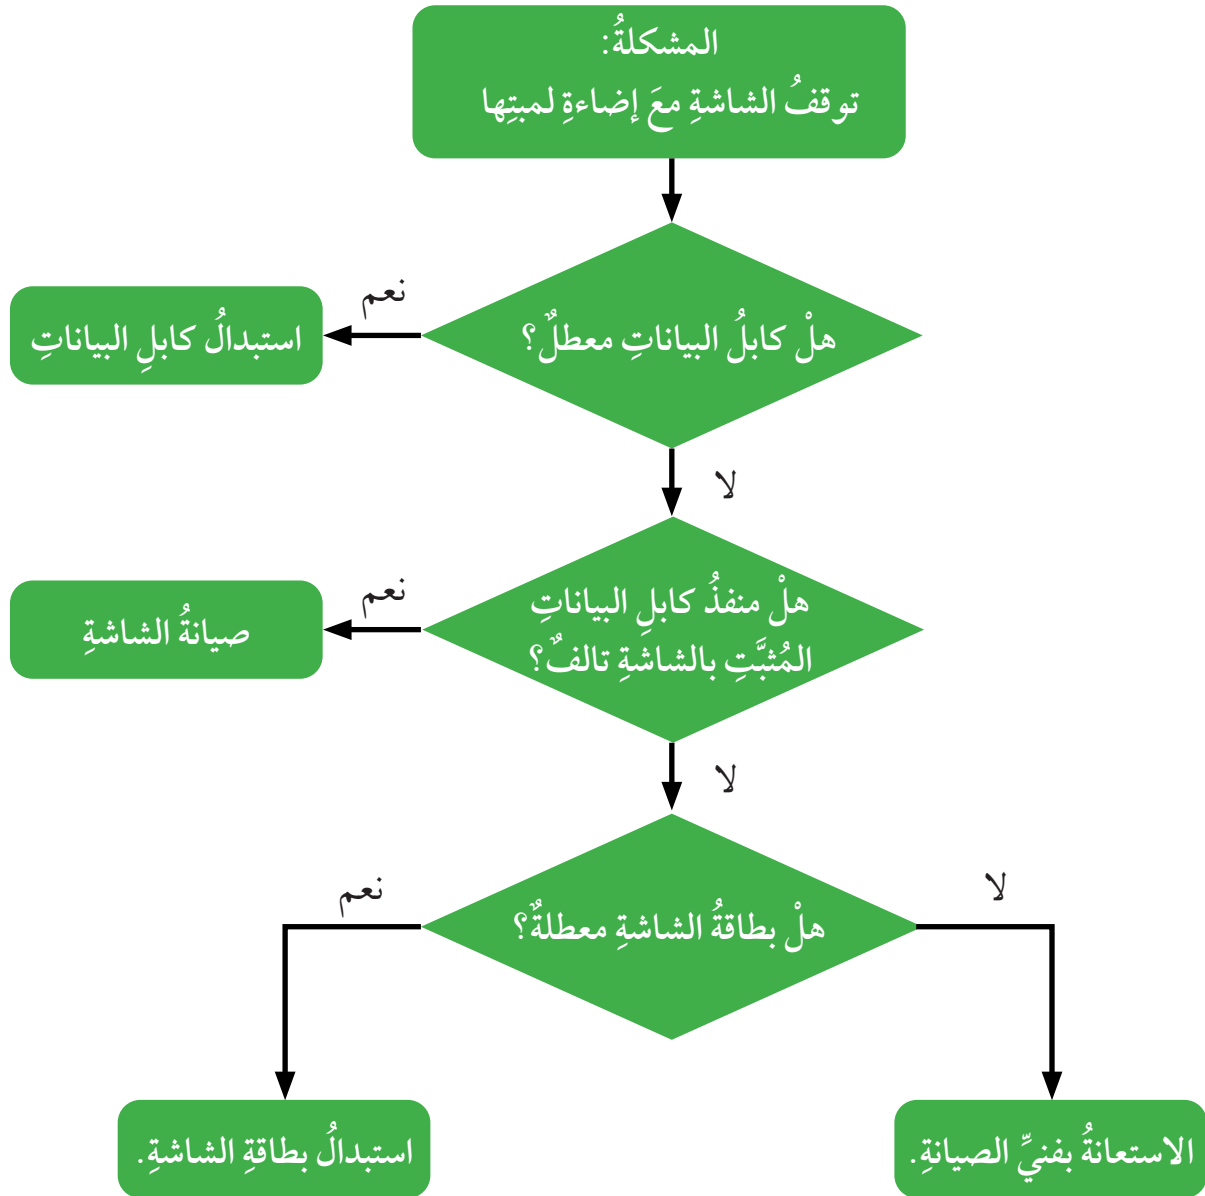 المشكلةُ:
توقفُ الشاشةِ معَ إضاءةِ لمبتِها
هلْ كابلُ البياناتِ معطلٌ؟
نعم
استبدالُ كابلِ البياناتِ
لا
هلْ منفذُ كابلِ البياناتِ
المُثبَّتِ بالشاشةِ تالفٌ؟
نعم
صيانةُ الشاشةِ
لا
هلْ بطاقةُ الشاشةِ معطلةٌ؟
لا
نعم
الاستعانةُ بفنيِّ الصيانةِ.
استبدالُ بطاقةِ الشاشةِ.